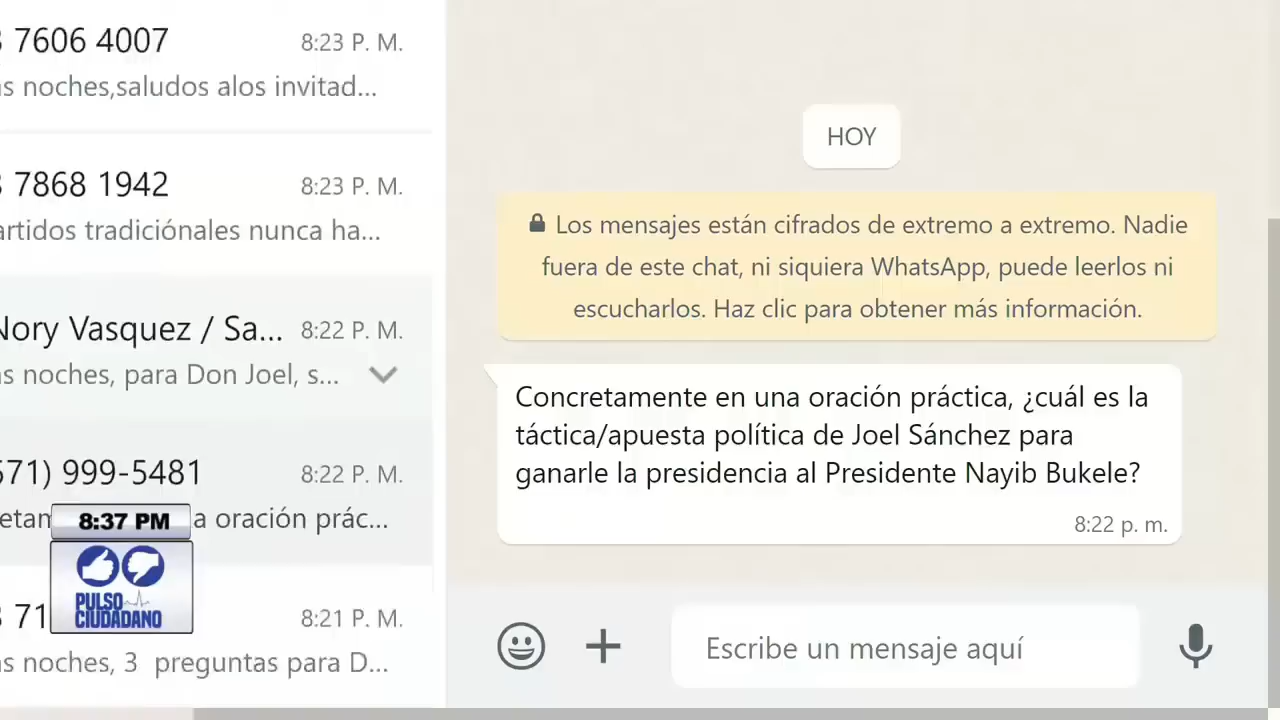 7606 4007
8:23 P. M.
s noches,saludos alos invitad...
7868 1942
8:23 P. M.
artidos tradiciónales nunca ha...
Nory Vasquez / Sa...
8:22 P. M.
s noches, para Don Joel, s...
571) 999-5481
8:22 P. M.
etam
a oración prác...
8:37 PM
PULSO
CIUDADANO
71
8:21 P. M.
s noches, 3 preguntas para D...
HOY
Los mensajes están cifrados de extremo a extremo. Nadie
fuera de este chat, ni siquiera WhatsApp, puede leerlos ni
escucharlos. Haz clic para obtener más información.
Concretamente en una oración práctica, ¿cuál es la
táctica/apuesta política de Joel Sánchez para
ganarle la presidencia al Presidente Nayib Bukele?
8:22 p. m.
Escribe un mensaje aquí